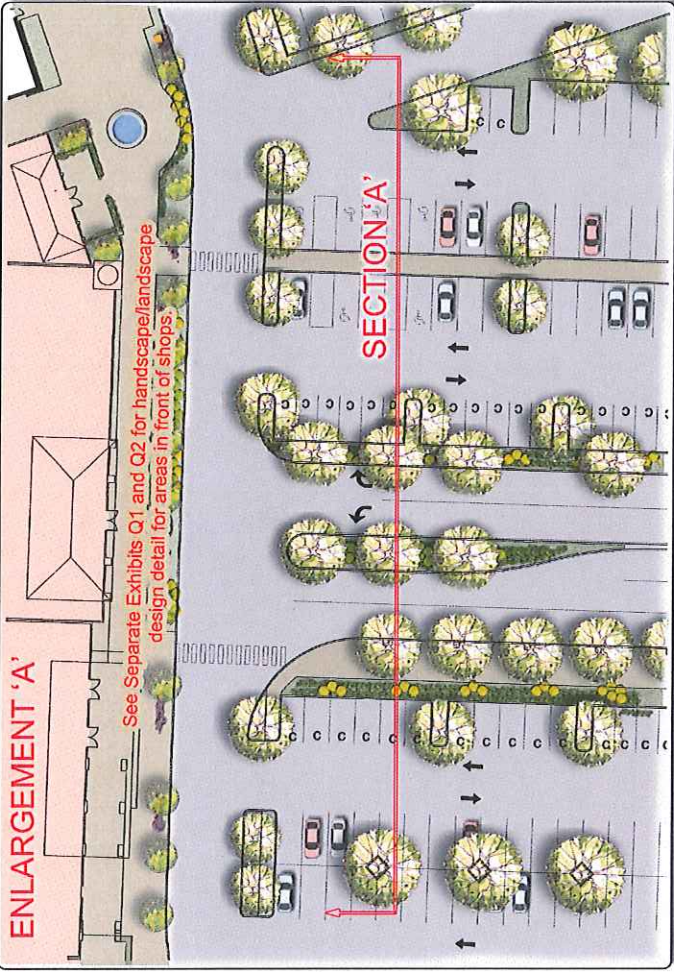 ENLARGEMENT 'A'
See Separate Exhibits Q1 and Q2 for handscape/landscape
design detail for areas in front of shops.
SECTION 'A'
C C
C C C C C C C C C C C
C C C C C C C C C C